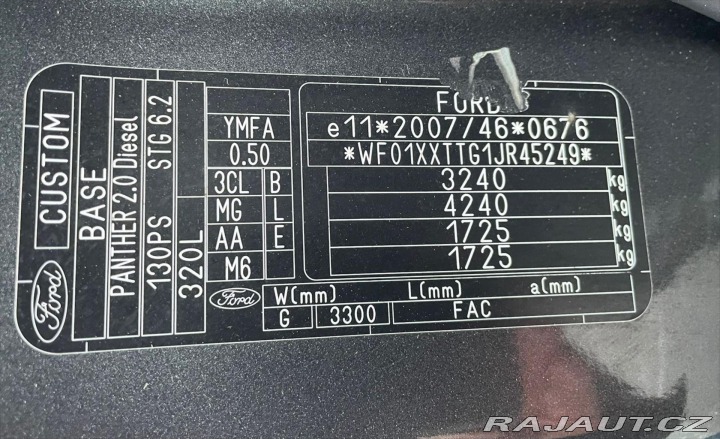 CUSTOM
Ford
BASE
PANTHER 2.0 Diesel
130PS STG 6.2
320L
YMFA
0.50
3CL B
MG L
AA E
M6
Ford
FORD
e11*2007/46*0676
*WF01XXTTG1JR45249*
3240 kg
4240 kg
1725 kg
1725 kg
W(mm) L(mm) a(mm)
G 3300 FAC
RAJAUT.CZ